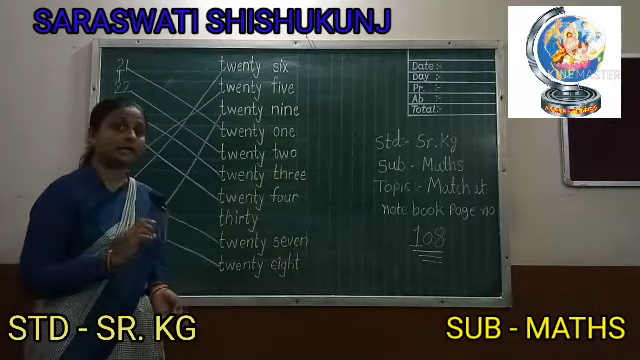 SARASWATI SHISHUKUNJ
KINEMASTER
21
22
twenty six
twenty five
twenty nine
twenty one
twenty two
twenty three
twenty four
thirty
twenty seven
twenty eight
Date:-
Day :-
Pr. :-
Ab :-
Total:-
Std:- Sr.Kg
Sub:- Maths
Topic:- Match it
note book Page no
108
STD - SR. KG
SUB - MATHS